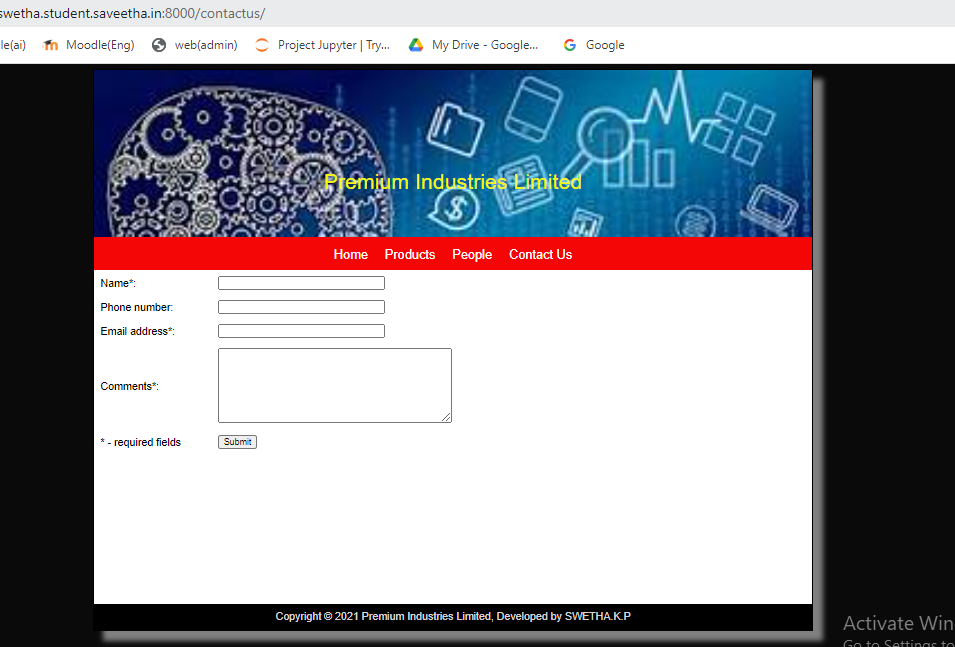 swetha.student.saveetha.in:8000/contactus/
le(ai) Moodle(Eng) web(admin) Project Jupyter | Try... My Drive - Google... Google
Premium Industries Limited
$
Home Products People Contact Us
Name*:
Phone number:
Email address*:
Comments*:
* - required fields Submit
Copyright © 2021 Premium Industries Limited, Developed by SWETHA.K.P
Activate Win
Go to Settings to